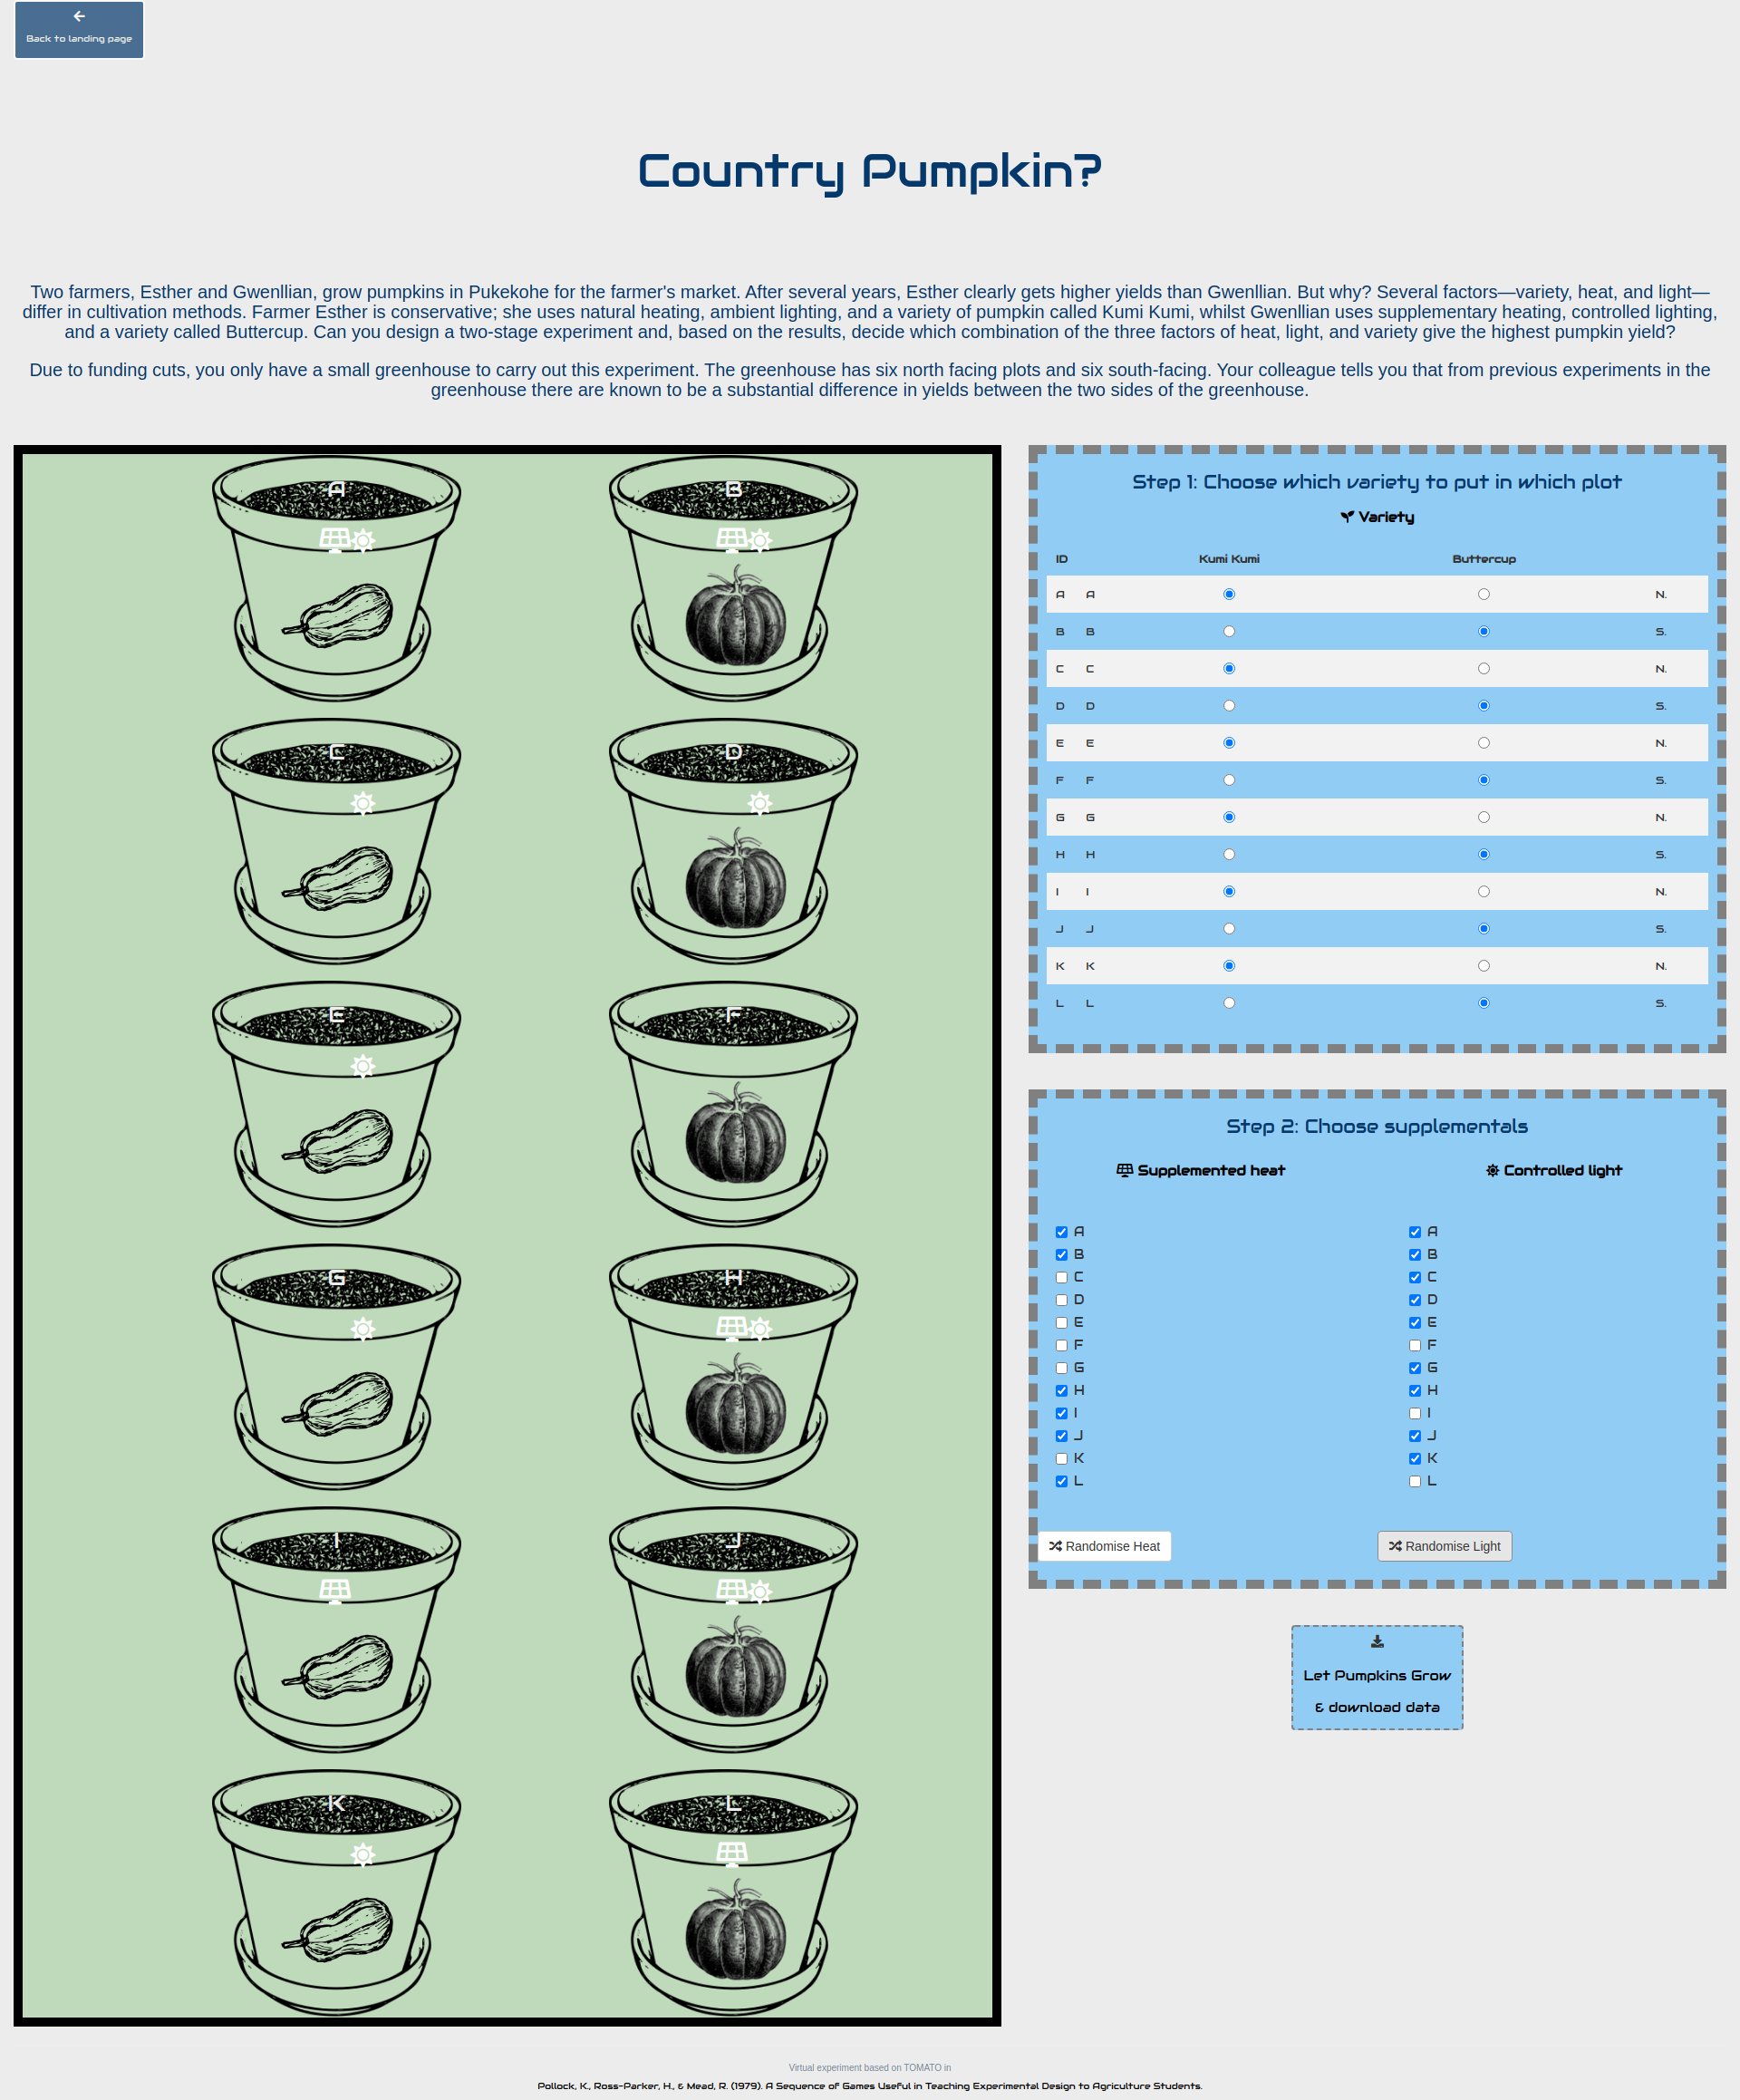 Back to landing page
Country Pumpkin?
Two farmers, Esther and Gwenllian, grow pumpkins in Pukekohe for the farmer's market. After several years, Esther clearly gets higher yields than Gwenllian. But why? Several factors—variety, heat, and light—
differ in cultivation methods. Farmer Esther is conservative; she uses natural heating, ambient lighting, and a variety of pumpkin called Kumi Kumi, whilst Gwenllian uses supplementary heating, controlled lighting,
and a variety called Buttercup. Can you design a two-stage experiment and, based on the results, decide which combination of the three factors of heat, light, and variety give the highest pumpkin yield?
Due to funding cuts, you only have a small greenhouse to carry out this experiment. The greenhouse has six north facing plots and six south-facing. Your colleague tells you that from previous experiments in the
greenhouse there are known to be a substantial difference in yields between the two sides of the greenhouse.
A B
C D
E F
G H
I J
K L
Step 1: Choose which variety to put in which plot
Variety
ID Kumi Kumi Buttercup
A A N.
B B S.
C C N.
D D S.
E E N.
F F S.
G G N.
H H S.
I I N.
J J S.
K K N.
L L S.
Step 2: Choose supplementals
Supplemented heat Controlled light
A A
B B
C C
D D
E E
F F
G G
H H
I I
J J
K K
L L
Randomise Heat Randomise Light
Let Pumpkins Grow
& download data
Virtual experiment based on TOMATO in
Pollock, K., Ross-Parker, H., & Mead, R. (1979). A Sequence of Games Useful in Teaching Experimental Design to Agriculture Students.